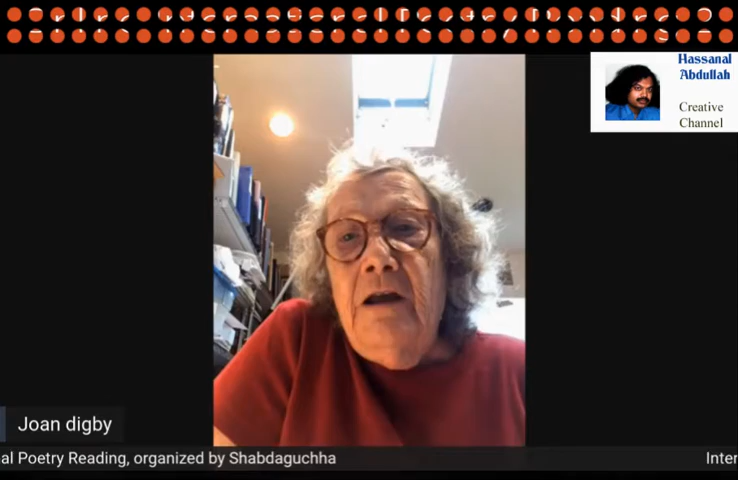 Hassanal
Abdullah
Creative
Channel
Joan digby
al Poetry Reading, organized by Shabdaguchha
Inter